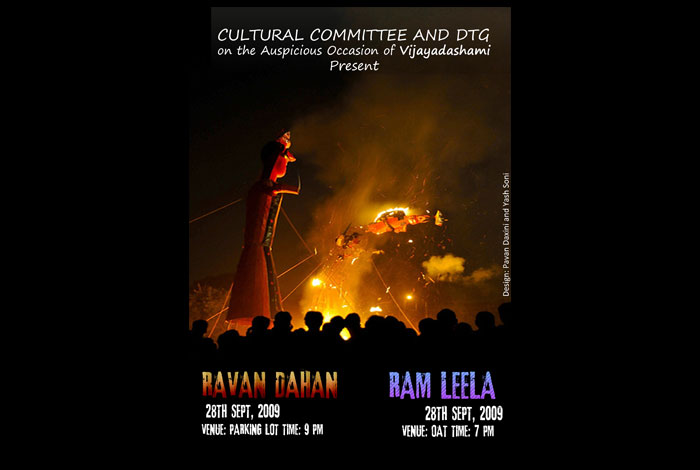 CULTURAL COMMITTEE AND DTG
on the Auspicious Occasion of Vijayadashami
Present
Design: Pavan Daxini and Yash Soni
RAVAN DAHAN
28TH SEPT, 2009
VENUE: PARKING LOT TIME: 9 PM
RAM LEELA
28TH SEPT, 2009
VENUE: OAT TIME: 7 PM